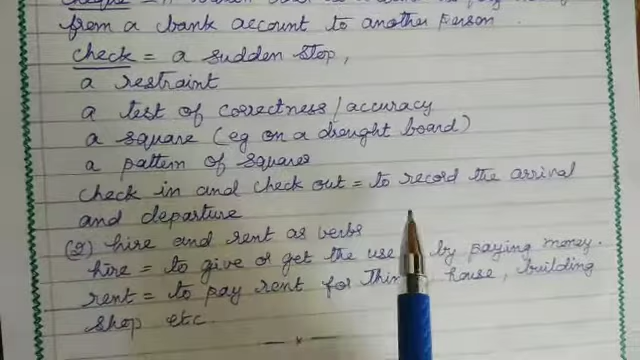 from a bank account to another person.
check = a sudden stop,
a restraint
a test of correctness/accuracy
a square (eg on a draught board)
a pattern of squares
check in and check out = to record the arrival
and departure
(2) hire and rent as verbs
hire = to give or get the use by paying money.
rent = to pay rent for thin , house, building
shop etc.
x